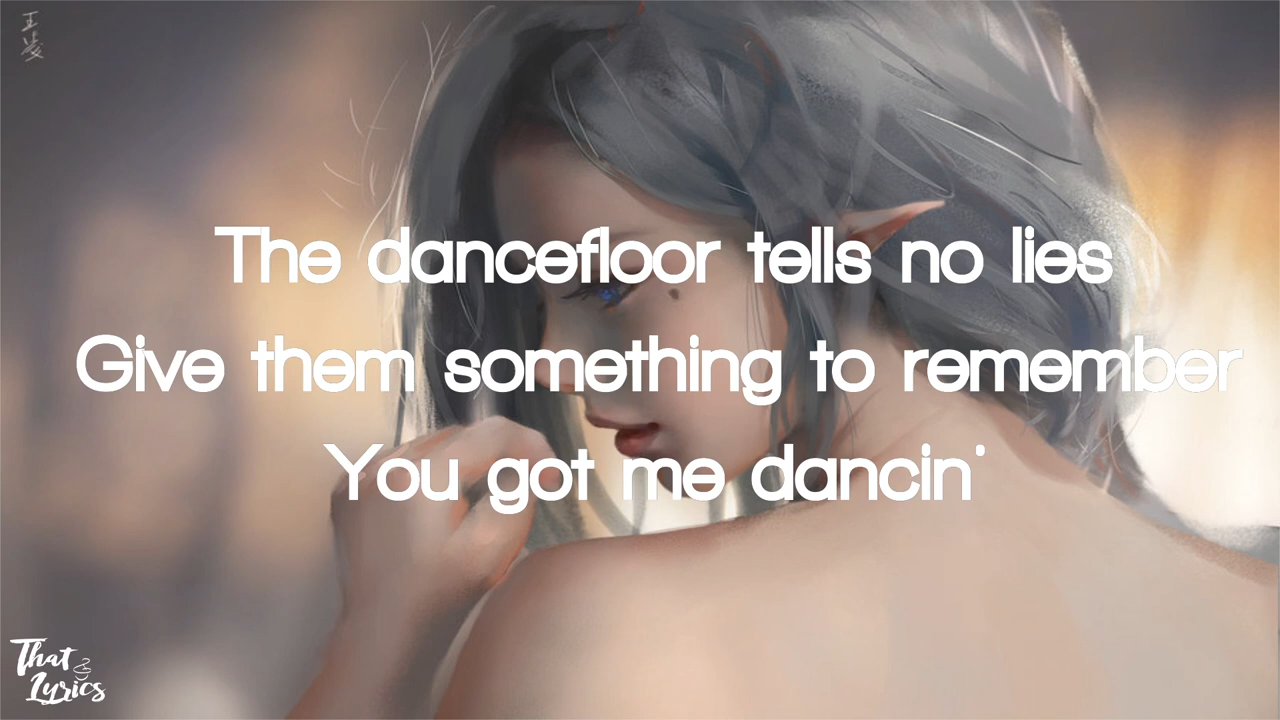 The dancefloor tells no lies
Give them something to remember
You got me dancin'
That
Lyrics